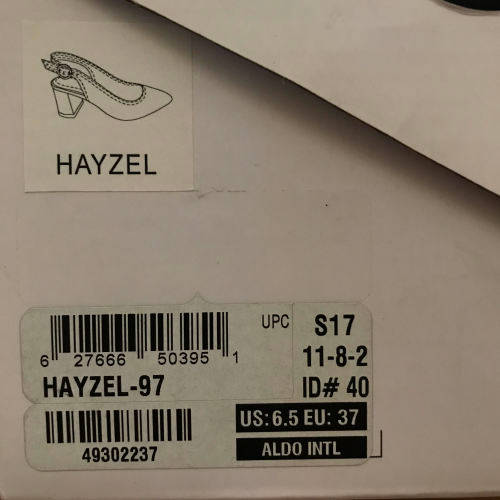 HAYZEL
UPC
S17
6 27666 50395 1
11-8-2
HAYZEL-97
ID# 40
US: 6.5 EU: 37
49302237
ALDO INTL